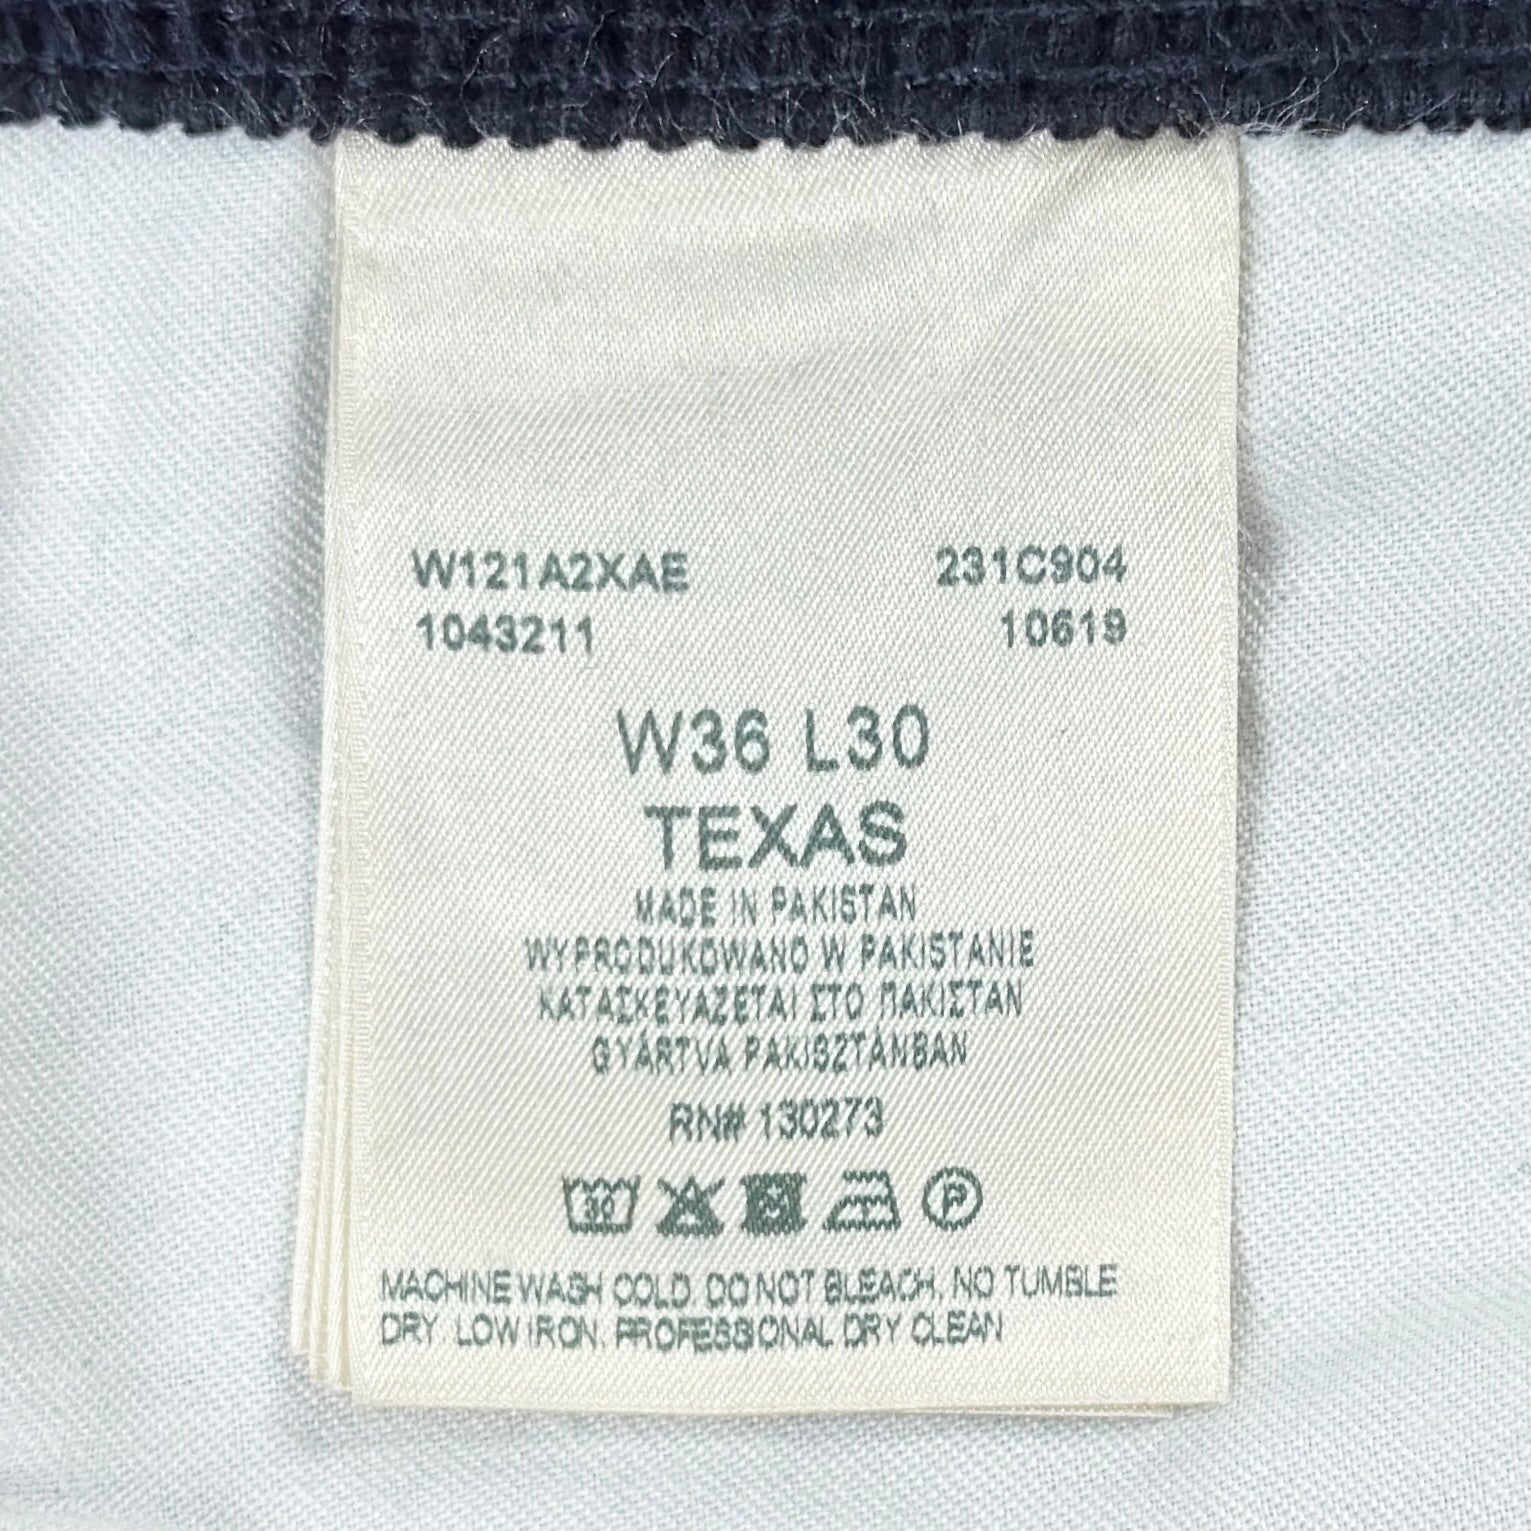 W121A2XAE 231C904
1043211 10619
W36 L30
TEXAS
MADE IN PAKISTAN
WYPRODUKOWANO W PAKISTANIE
ΚΑΤΑΣΚΕΥΑΖΕΤΑΙ ΣΤΟ ΠΑΚΙΣΤΑΝ
GYÁRTVA PAKISZTÁNBAN
RN# 130273
30 P
MACHINE WASH COLD. DO NOT BLEACH. NO TUMBLE
DRY. LOW IRON. PROFESSIONAL DRY CLEAN